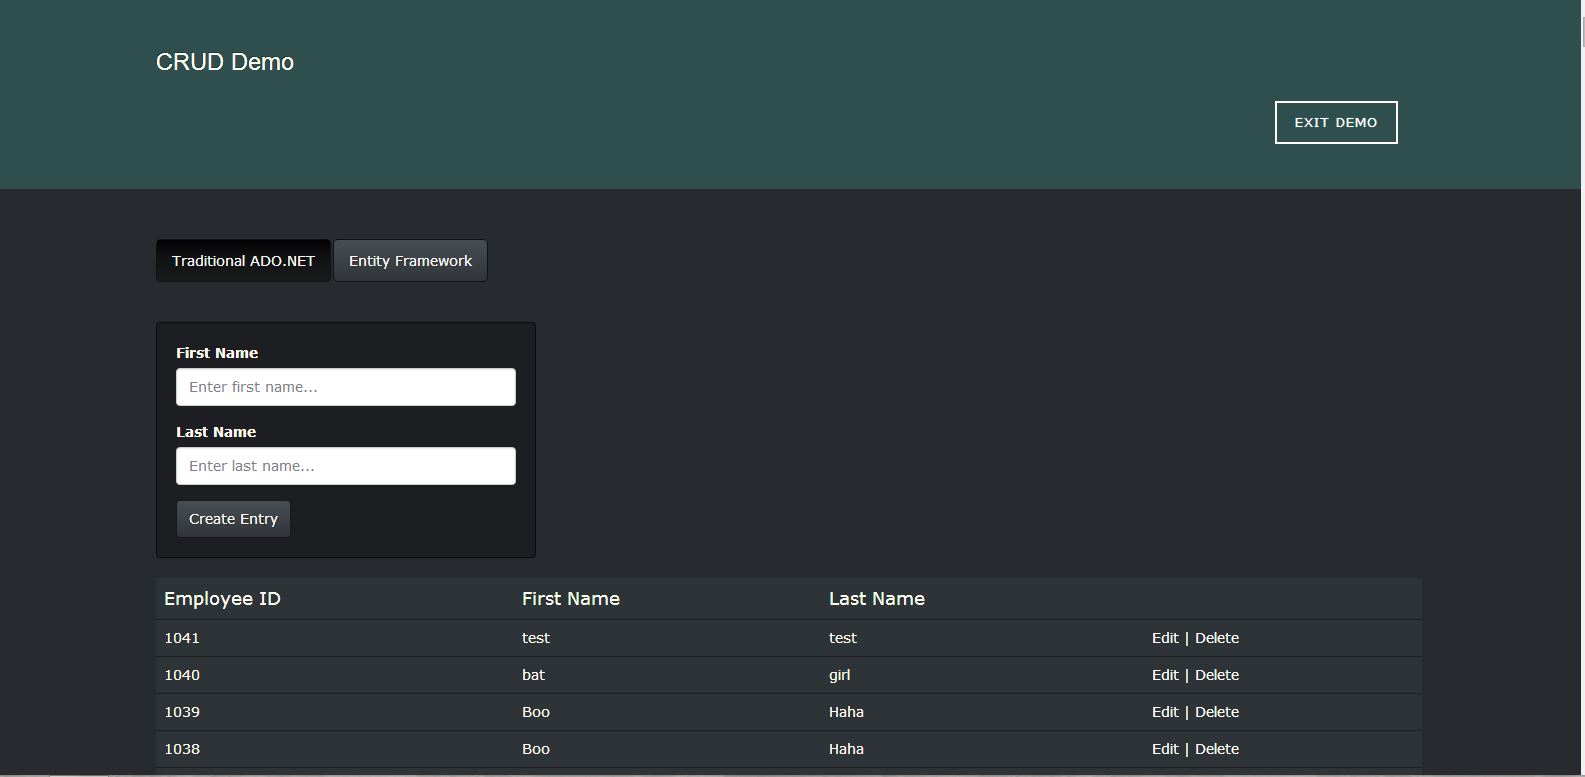 CRUD Demo
EXIT DEMO
Traditional ADO.NET Entity Framework
First Name
Enter first name...
Last Name
Enter last name...
Create Entry
Employee ID First Name Last Name
1041 test test Edit | Delete
1040 bat girl Edit | Delete
1039 Boo Haha Edit | Delete
1038 Boo Haha Edit | Delete